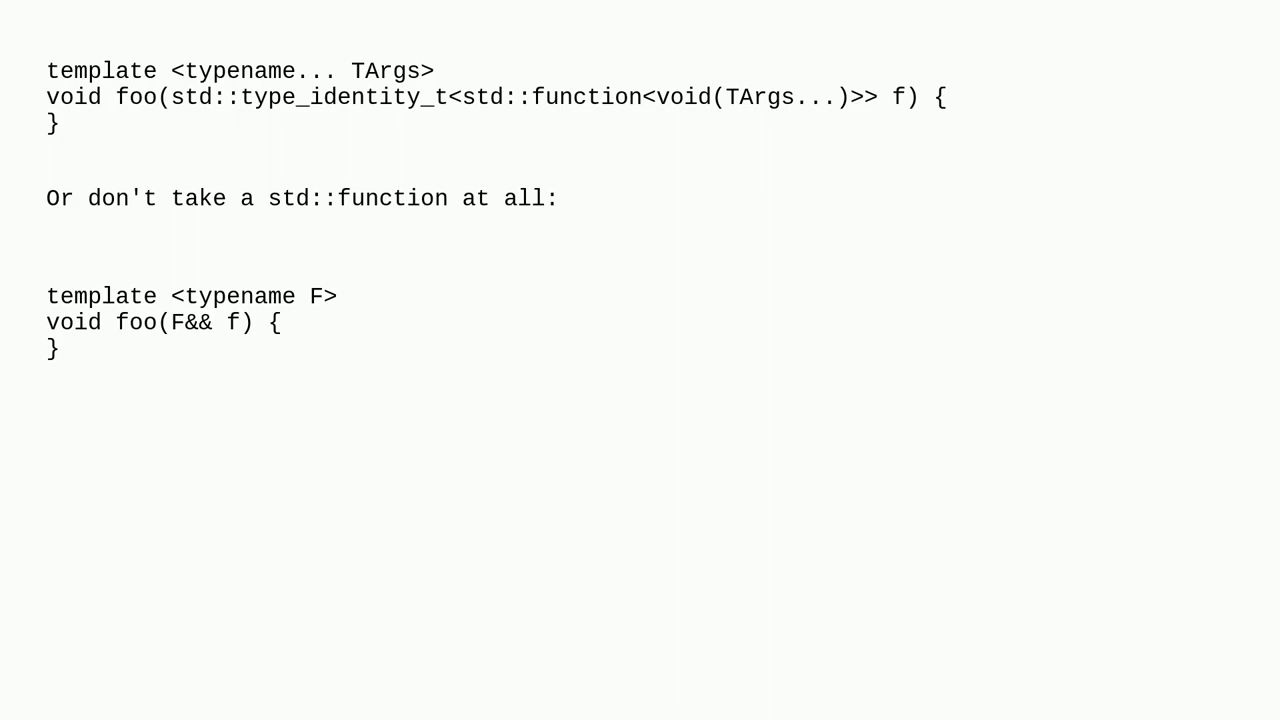 template <typename... TArgs>
void foo(std::type_identity_t<std::function<void(TArgs...)>> f) {
}
Or don't take a std::function at all:
template <typename F>
void foo(F&& f) {
}